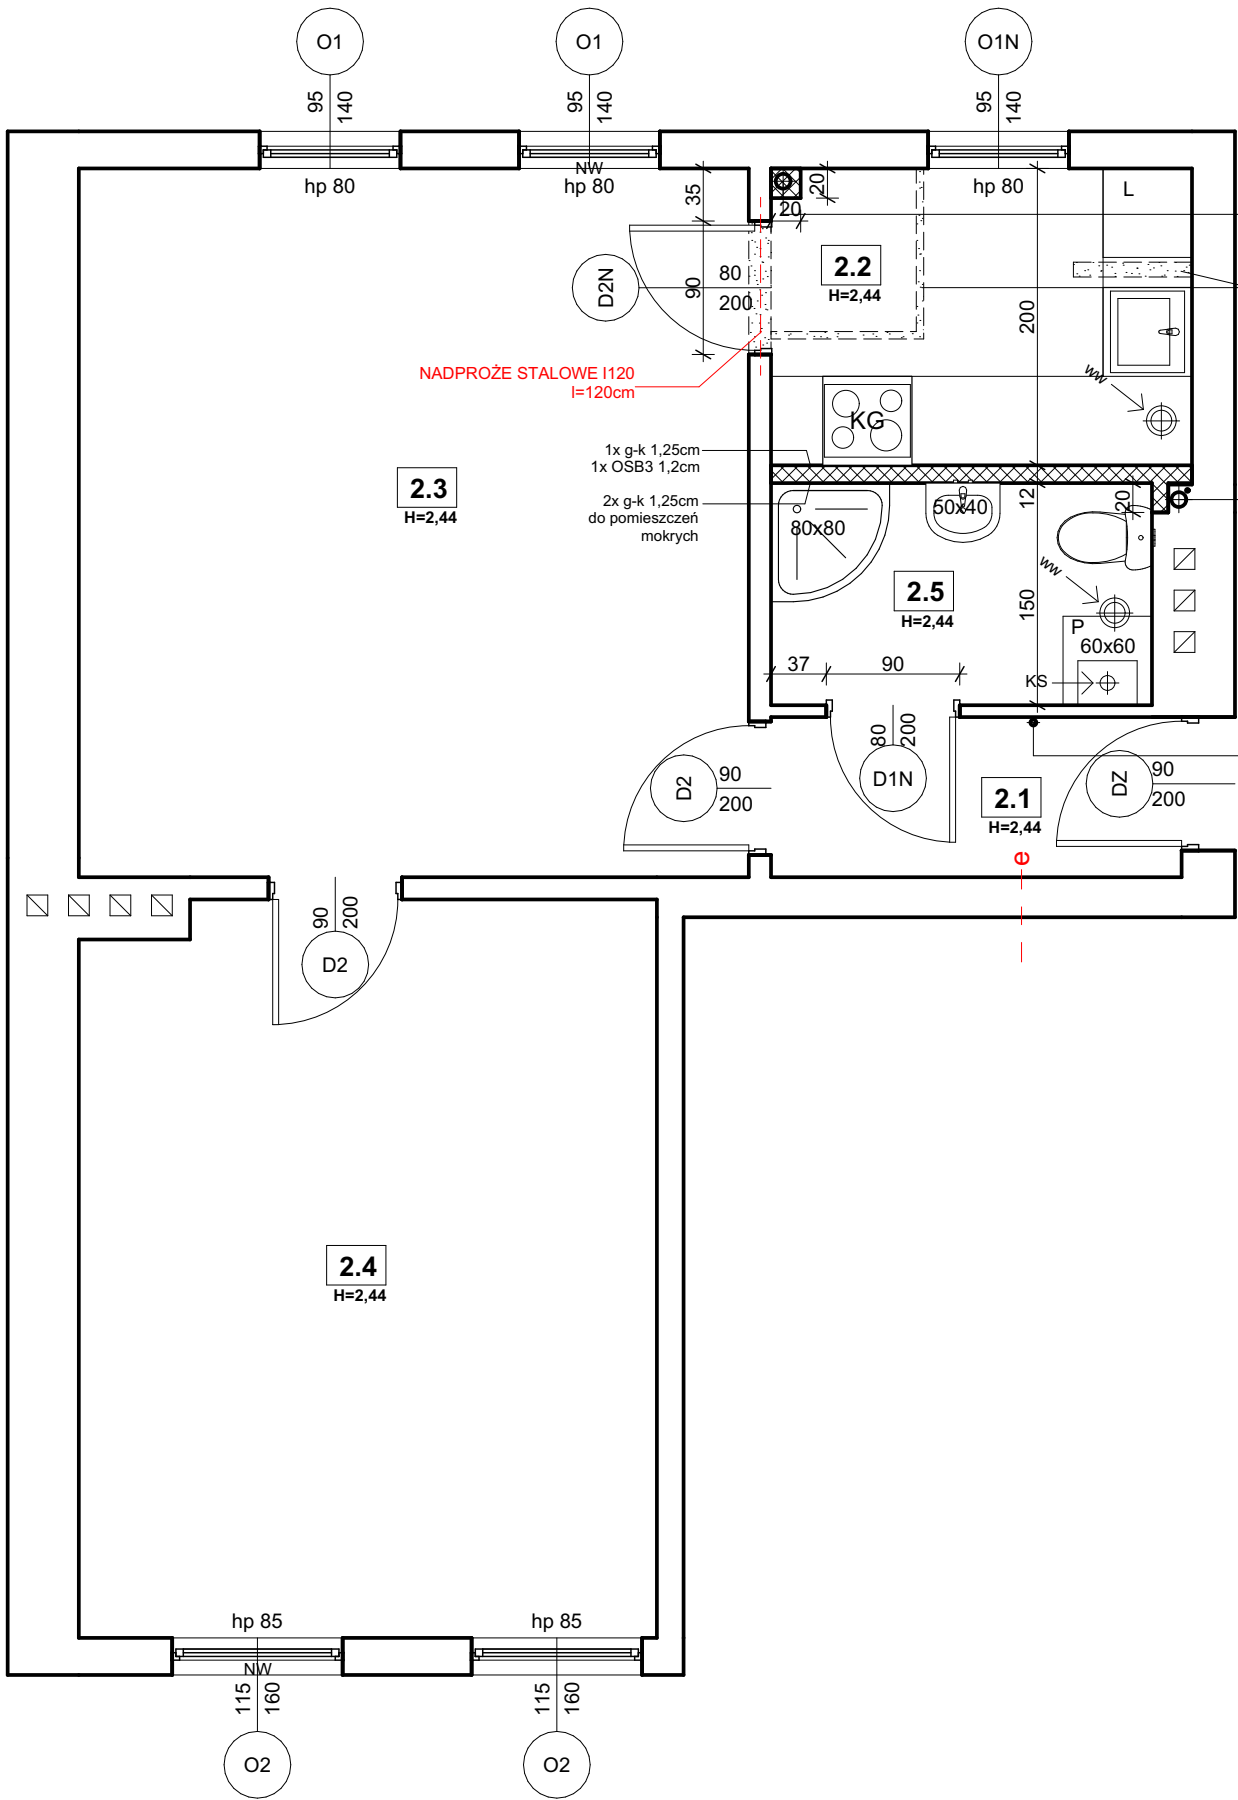 O1
O1
O1N
95
140
95
140
95
140
NW
hp 80
hp 80
hp 80
35
20
20
L
D2N
80
200
90
2.2
H=2,44
200
NADPROŻE STALOWE I120
l=120cm
ww
KG
1x g-k 1,25cm
1x OSB3 1,2cm
2x g-k 1,25cm
do pomieszczeń
mokrych
2.3
H=2,44
80x80
50x40
12
20
ww
2.5
H=2,44
150
P
60x60
KS
37
90
80
200
D2
90
200
D1N
2.1
H=2,44
DZ
90
200
e
90
200
D2
2.4
H=2,44
hp 85
hp 85
NW
115
160
115
160
O2
O2